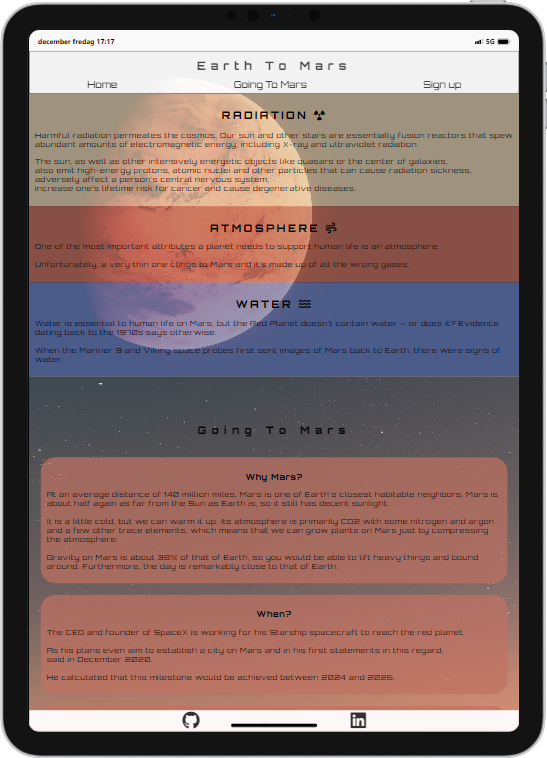 december fredag 17:17
5G
Earth To Mars
Home Going To Mars Sign up
RADIATION
Harmful radiation permeates the cosmos. Our sun and other stars are essentially fusion reactors that spew
abundant amounts of electromagnetic energy, including X-ray and ultraviolet radiation.
The sun, as well as other intensively energetic objects like quasars or the center of galaxies,
also emit high-energy protons, atomic nuclei and other particles that can cause radiation sickness,
adversely affect a person's central nervous system,
increase one's lifetime risk for cancer and cause degenerative diseases.
ATMOSPHERE
One of the most important attributes a planet needs to support human life is an atmosphere.
Unfortunately, a very thin one clings to Mars and it's made up of all the wrong gases.
WATER
Water is essential to human life on Mars, but the Red Planet doesn't contain water — or does it? Evidence
dating back to the 1970s says otherwise.
When the Mariner 9 and Viking space probes first sent images of Mars back to Earth, there were signs of
water.
Going To Mars
Why Mars?
At an average distance of 140 million miles, Mars is one of Earth's closest habitable neighbors. Mars is
about half again as far from the Sun as Earth is, so it still has decent sunlight.
It is a little cold, but we can warm it up. Its atmosphere is primarily CO2 with some nitrogen and argon
and a few other trace elements, which means that we can grow plants on Mars just by compressing
the atmosphere.
Gravity on Mars is about 38% of that of Earth, so you would be able to lift heavy things and bound
around. Furthermore, the day is remarkably close to that of Earth.
When?
The CEO and founder of SpaceX is working for his Starship spacecraft to reach the red planet.
As his plans even aim to establish a city on Mars and in his first statements in this regard,
said in December 2020.
He calculated that this milestone would be achieved between 2024 and 2026.
in